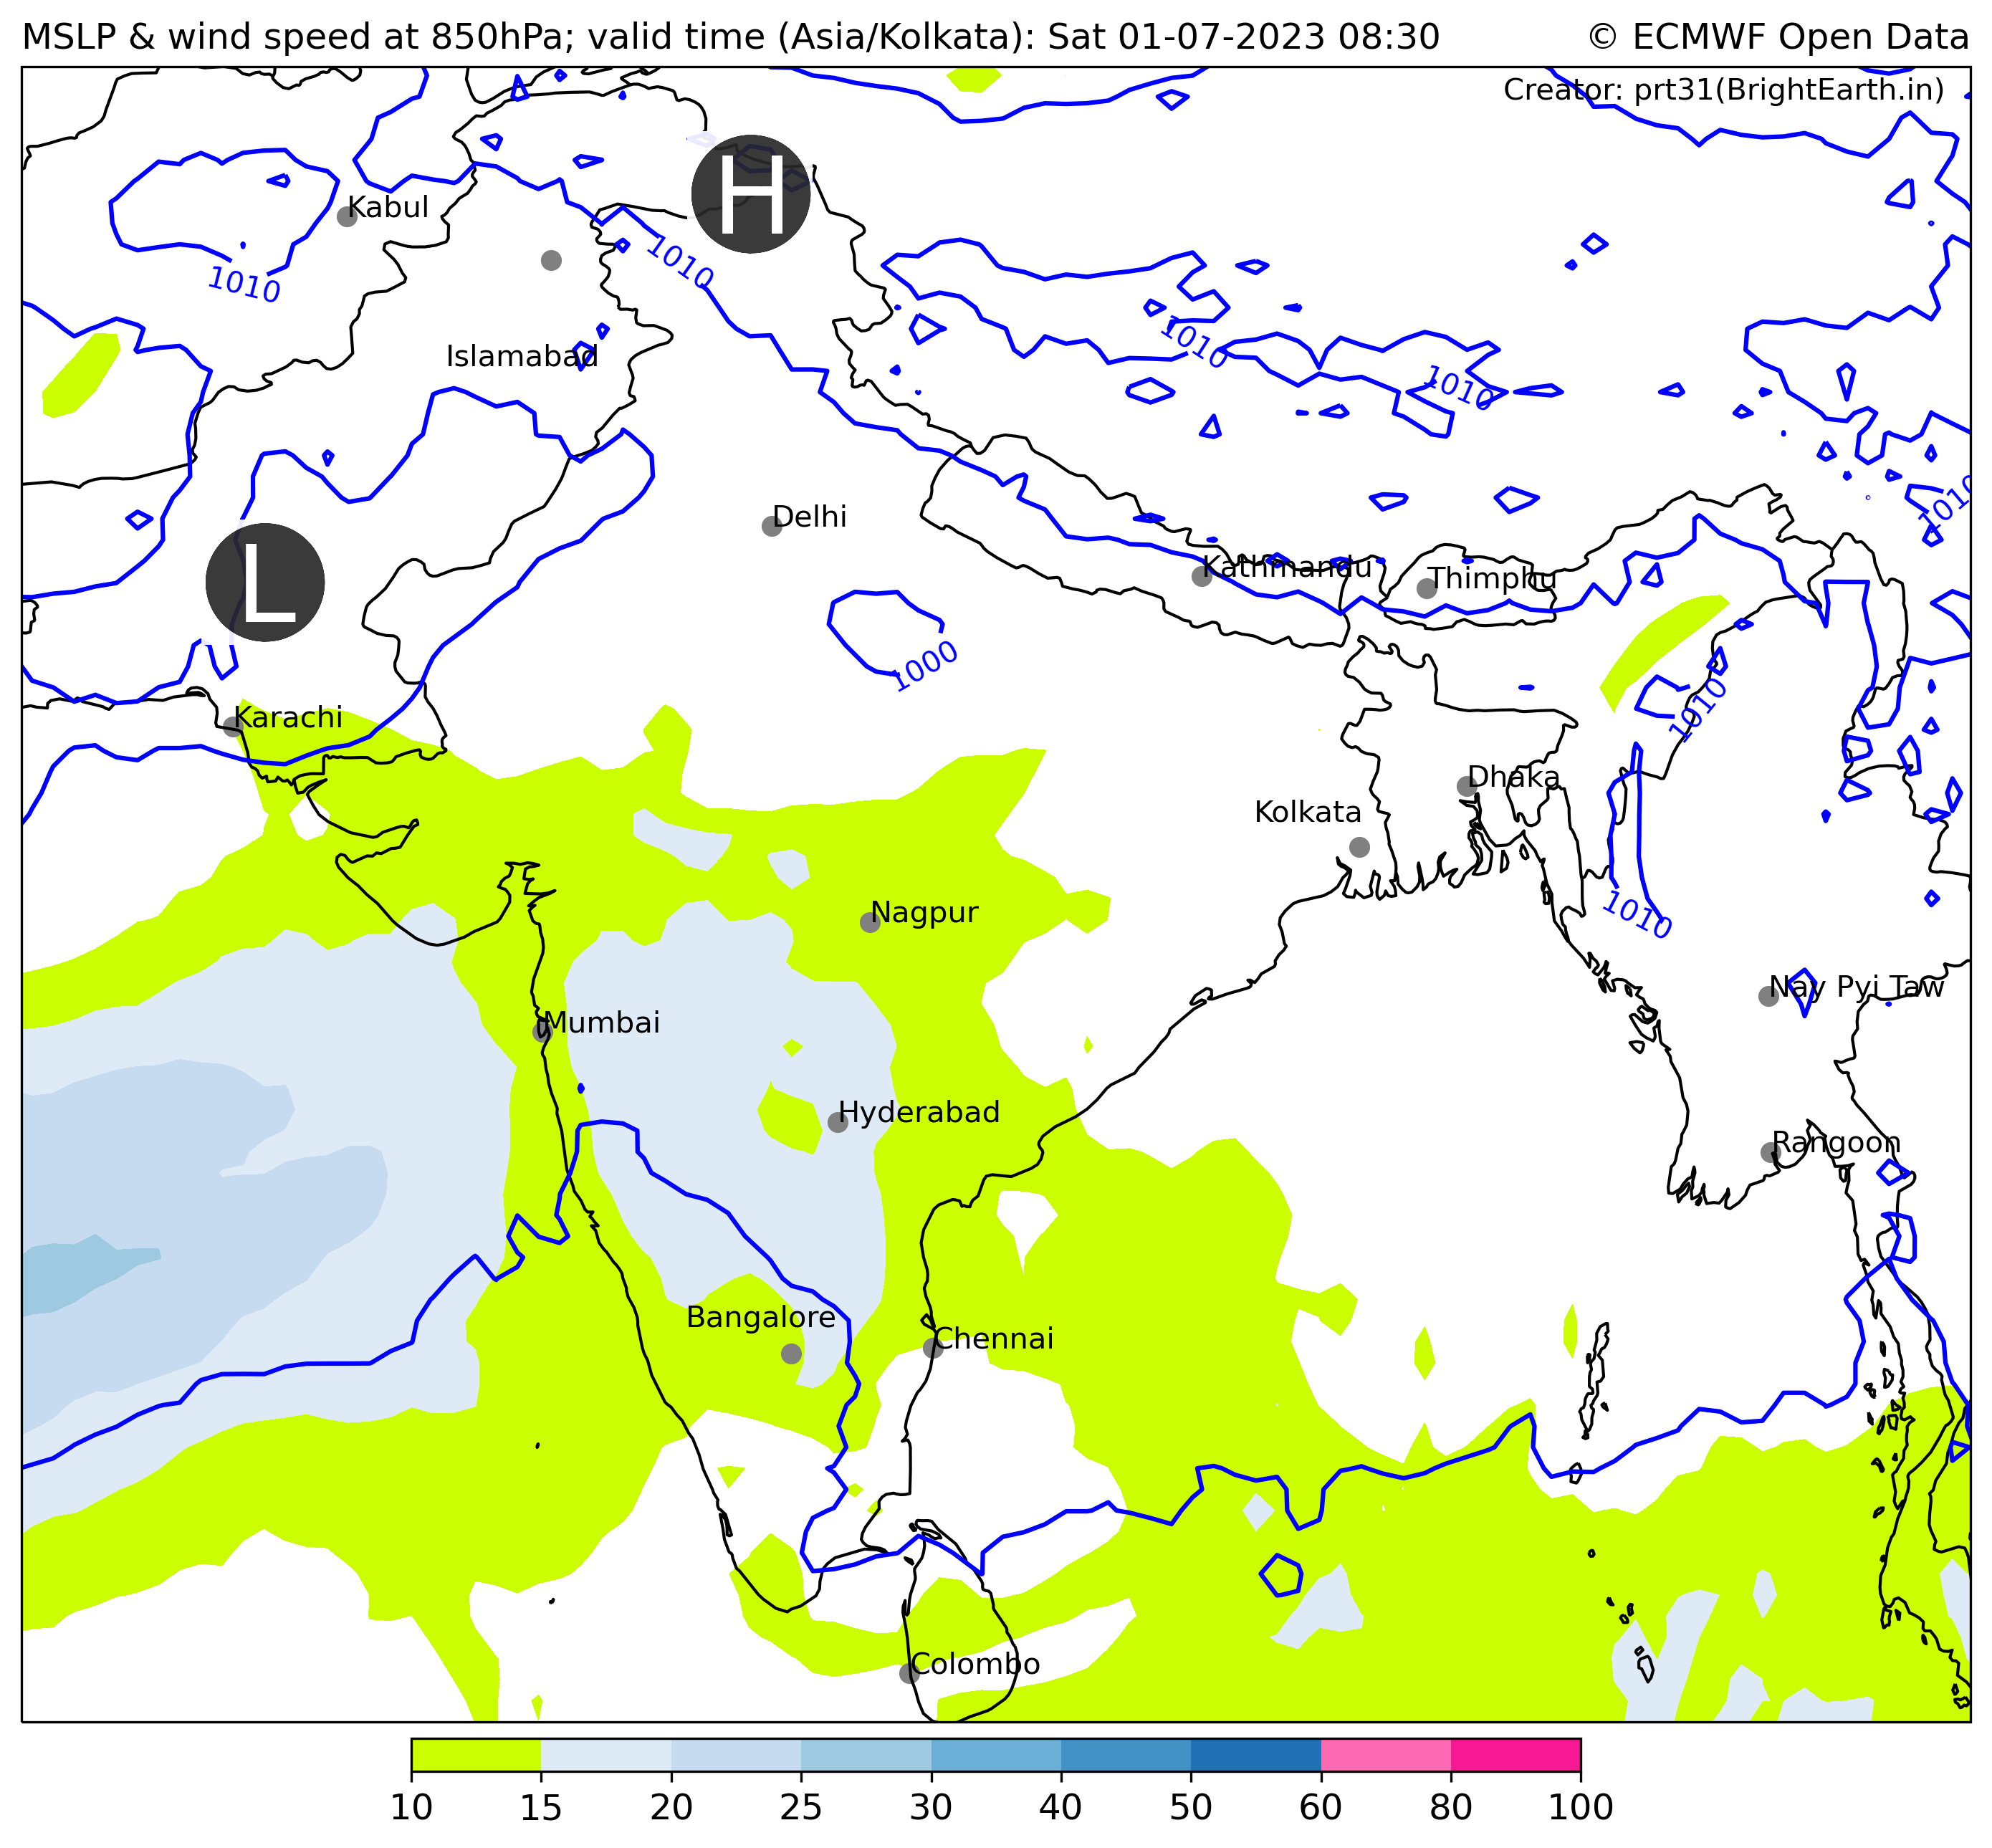 MSLP & wind speed at 850hPa; valid time (Asia/Kolkata): Sat 01-07-2023 08:30
© ECMWF Open Data
Creator: prt31(BrightEarth.in)
H
Kabul
1010
1010
1010
Islamabad
1010
1010
L
Delhi
Kathmandu
Thimphu
1000
1010
Karachi
Dhaka
Kolkata
Nagpur
1010
Nay Pyi Taw
Mumbai
Hyderabad
Rangoon
Bangalore
Chennai
Colombo
10 15 20 25 30 40 50 60 80 100